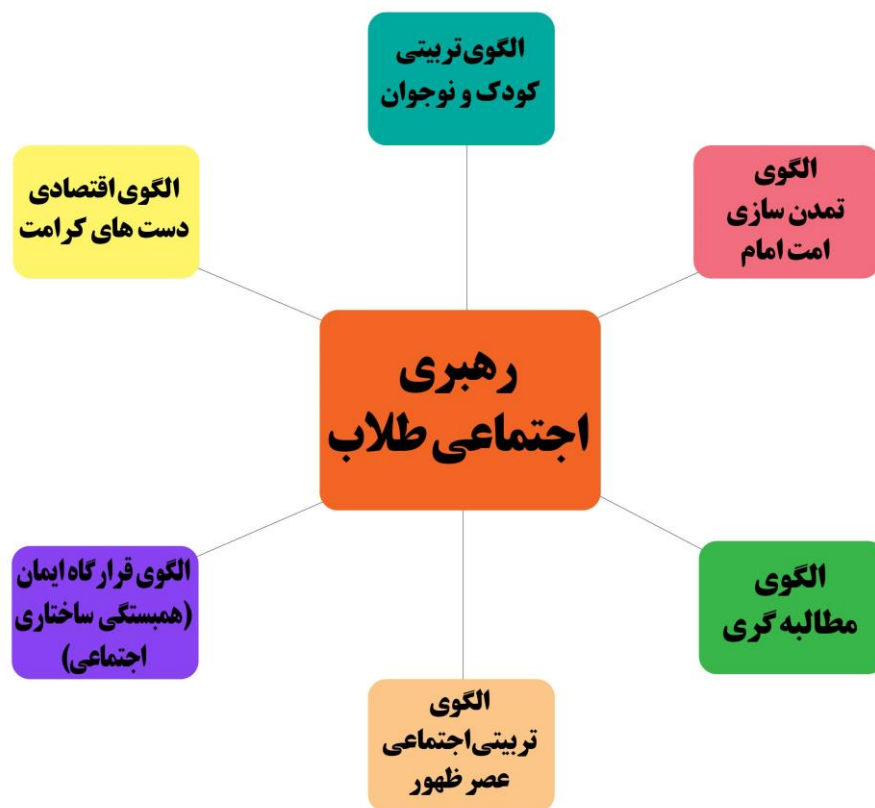 الگوی تربیتی
کودک و نوجوان
الگوی
تمدن سازی
امت امام
الگوی اقتصادی
دست های کرامت
رهبری
اجتماعی طلاب
الگوی
مطالبه گری
الگوی قرارگاه ایمان
(همبستگی ساختاری
اجتماعی)
الگوی
تربیتی اجتماعی
عصر ظهور